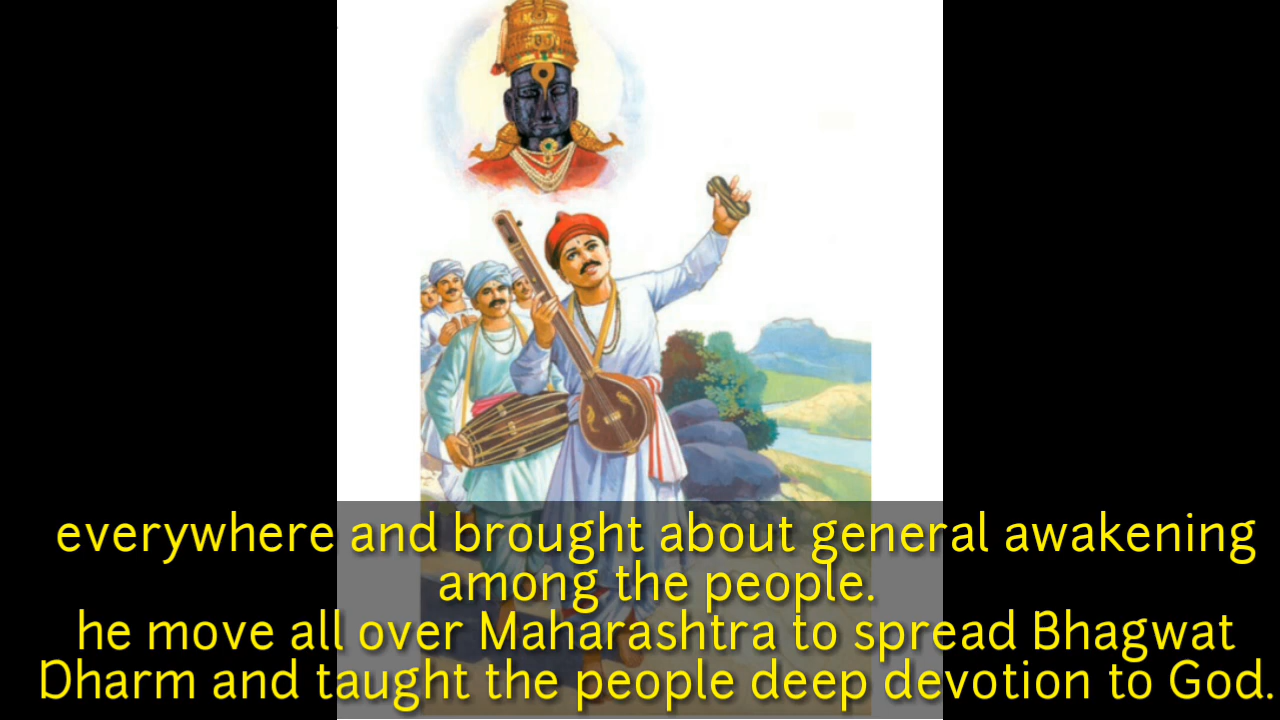 everywhere and brought about general awakening
among the people.
he move all over Maharashtra to spread Bhagwat
Dharm and taught the people deep devotion to God.